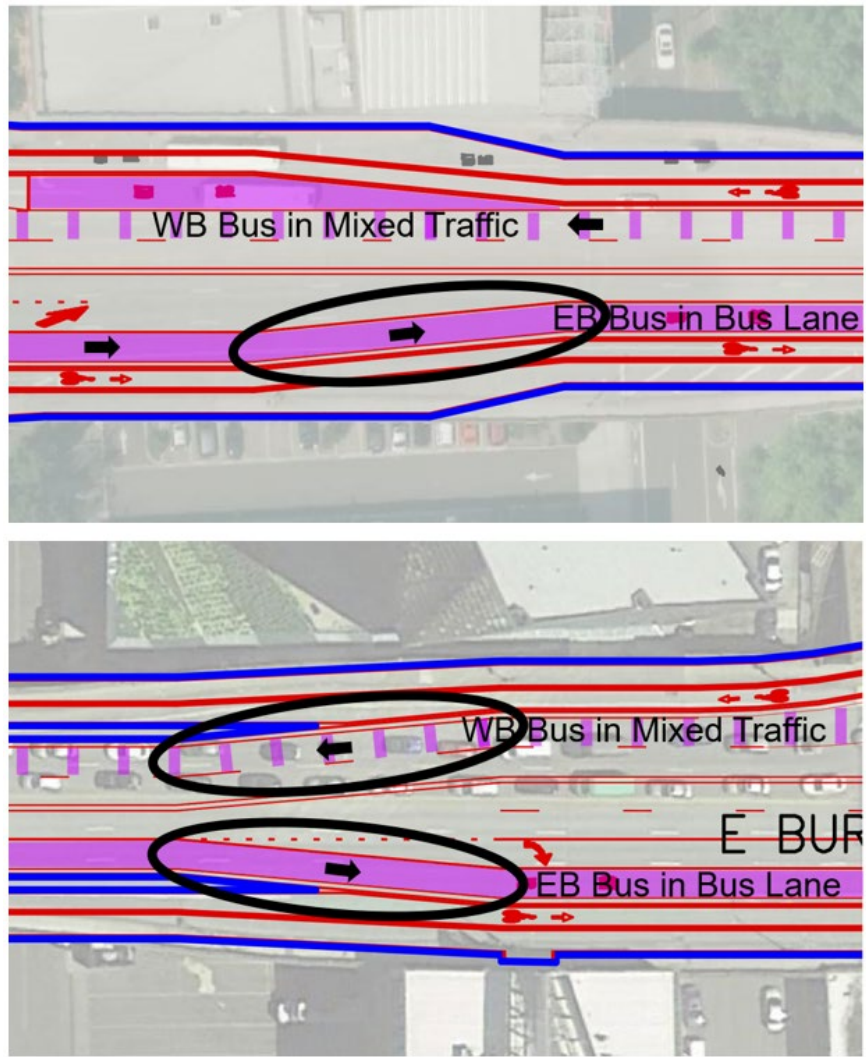 WB Bus in Mixed Traffic
EB Bus in Bus Lane
WB Bus in Mixed Traffic
E BUR
EB Bus in Bus Lane